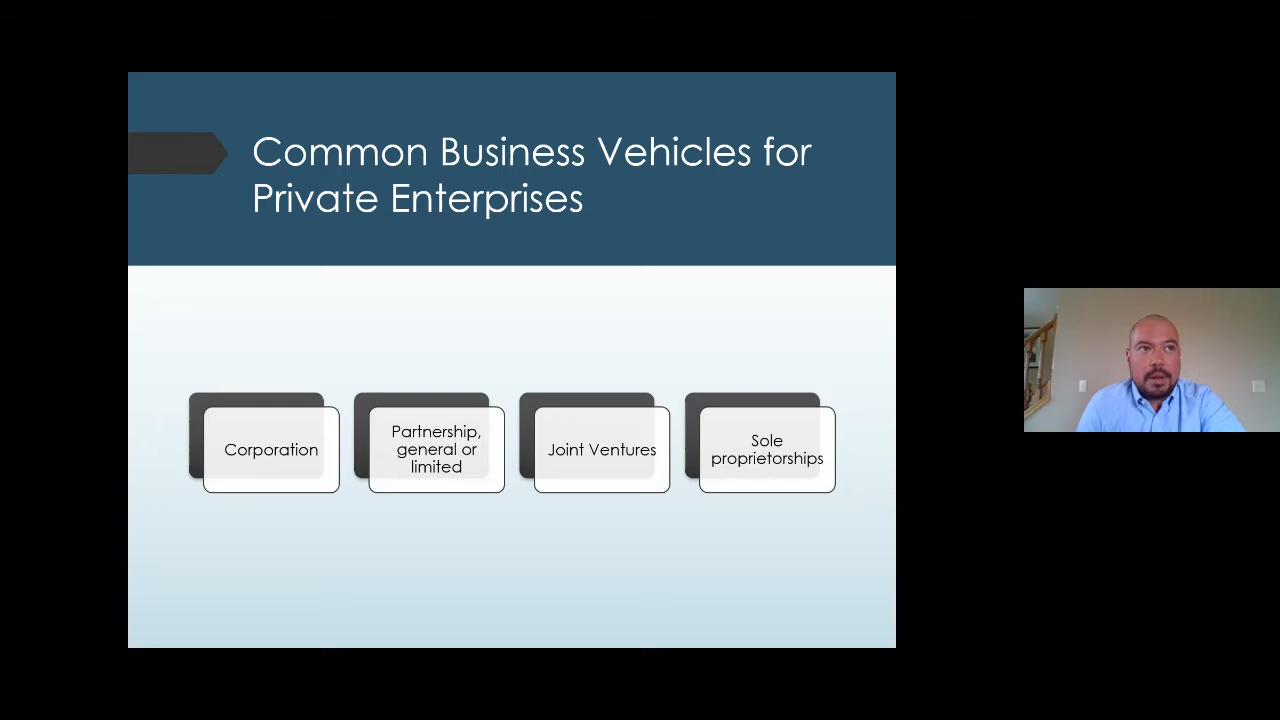 Common Business Vehicles for
Private Enterprises
Corporation
Partnership,
general or
limited
Joint Ventures
Sole
proprietorships